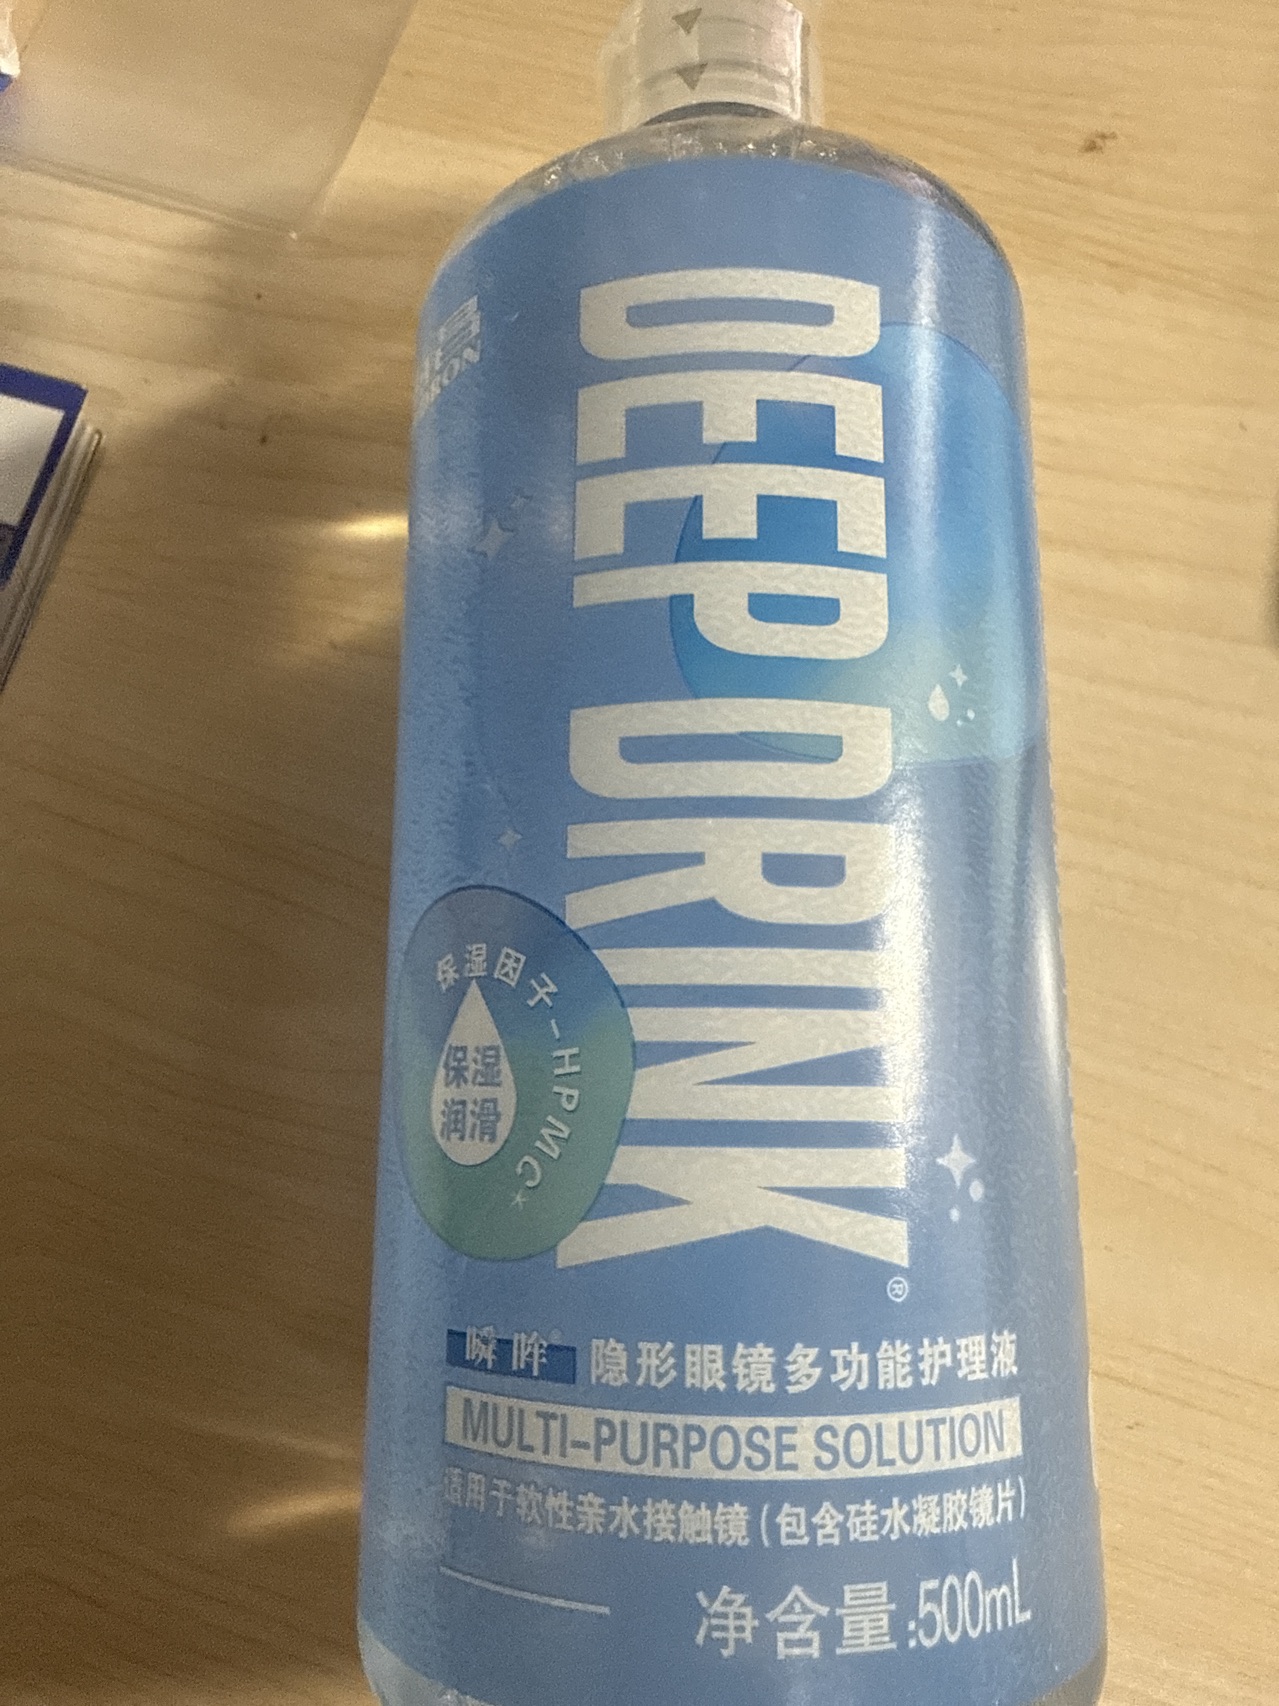 DEEP DRINK®
保湿因子-HPMC*
保湿
润滑
瞬眸® 隐形眼镜多功能护理液
MULTI-PURPOSE SOLUTION
适用于软性亲水接触镜(包含硅水凝胶镜片)
净含量:500mL